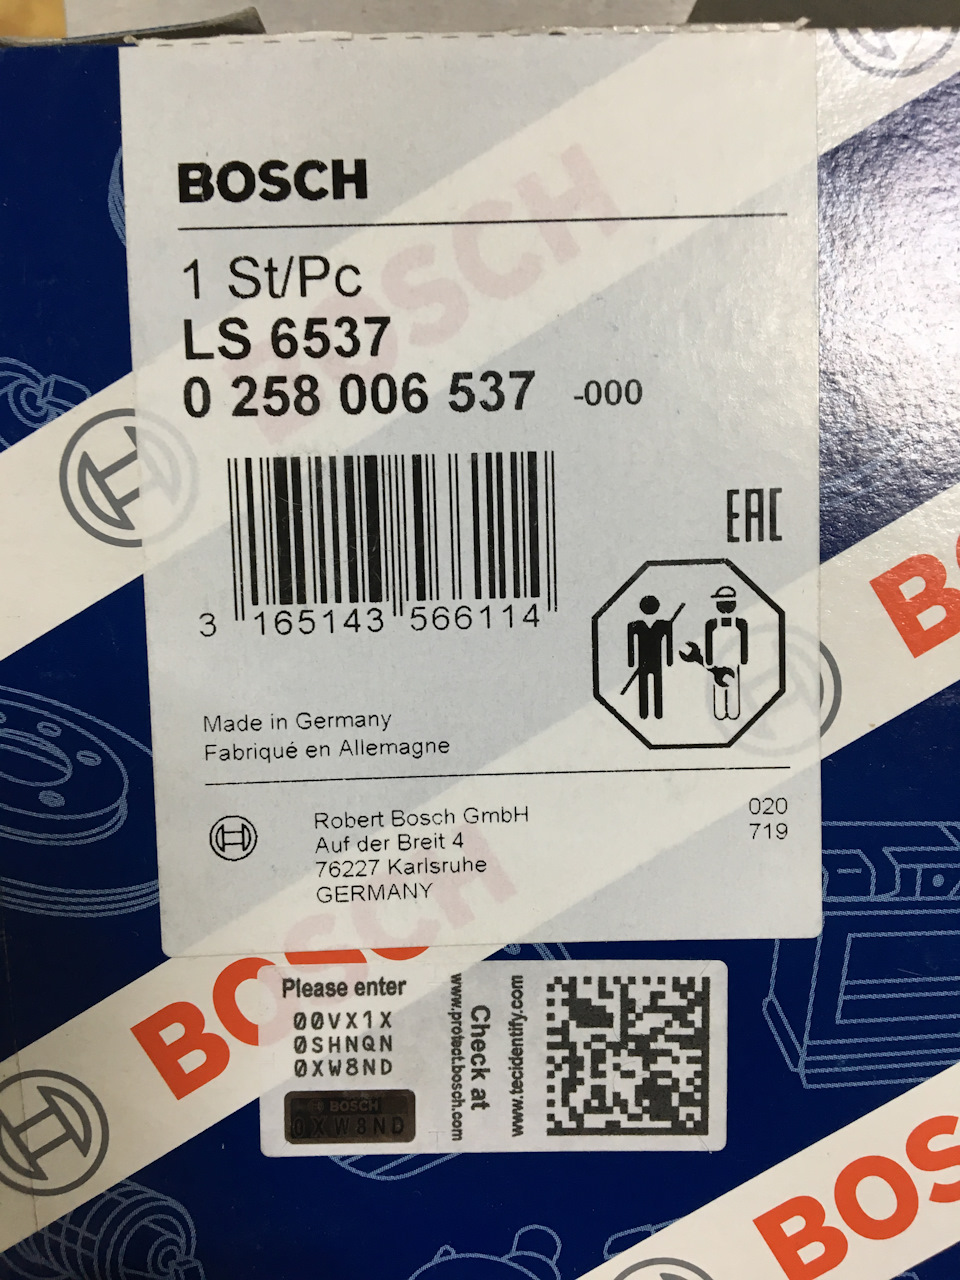 BOSCH
1 St/Pc
LS 6537
0 258 006 537 -000
3 165143 566114
EAC
Made in Germany
Fabriqué en Allemagne
Robert Bosch GmbH
Auf der Breit 4
76227 Karlsruhe
GERMANY
020
719
BOSCH
BOSCH
Please enter
00VX1X
0SHNQN
0XW8ND
BOSCH
0XW8ND
www.protect.bosch.com
Check at
www.tecidentify.com
BO
BOS